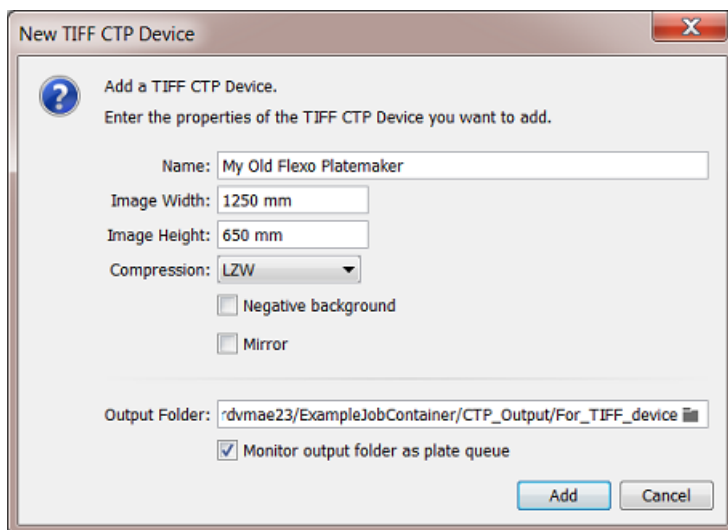 New TIFF CTP Device
Add a TIFF CTP Device.
Enter the properties of the TIFF CTP Device you want to add.
Name: My Old Flexo Platemaker
Image Width: 1250 mm
Image Height: 650 mm
Compression: LZW
Negative background
Mirror
Output Folder: rdvmae23/ExampleJobContainer/CTP_Output/For_TIFF_device
Monitor output folder as plate queue
Add Cancel